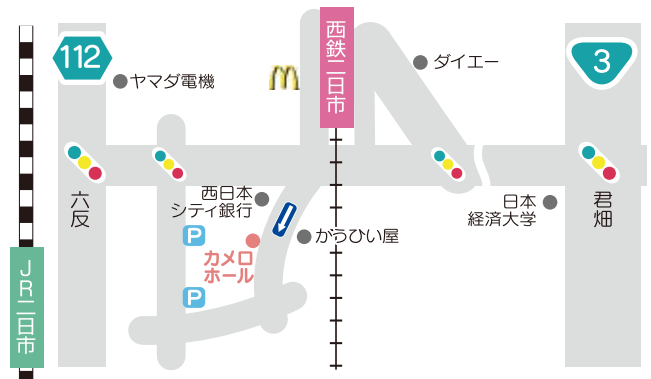 112
ヤマダ電機
西鉄二日市
ダイエー
3
六反
西日本
シティ銀行
かうひい屋
日本
経済大学
君畑
P
カメロ
ホール
P
JR二日市